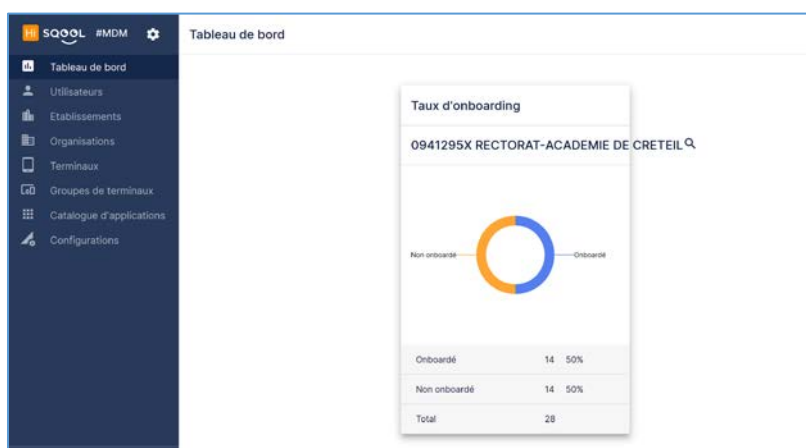 Hi SQOOL #MDM
Tableau de bord
Utilisateurs
Etablissements
Organisations
Terminaux
Groupes de terminaux
Catalogue d'applications
Configurations
Tableau de bord
Taux d'onboarding
0941295X RECTORAT-ACADEMIE DE CRETEIL
Non onboardé
Onboardé
Onboardé 14 50%
Non onboardé 14 50%
Total 28